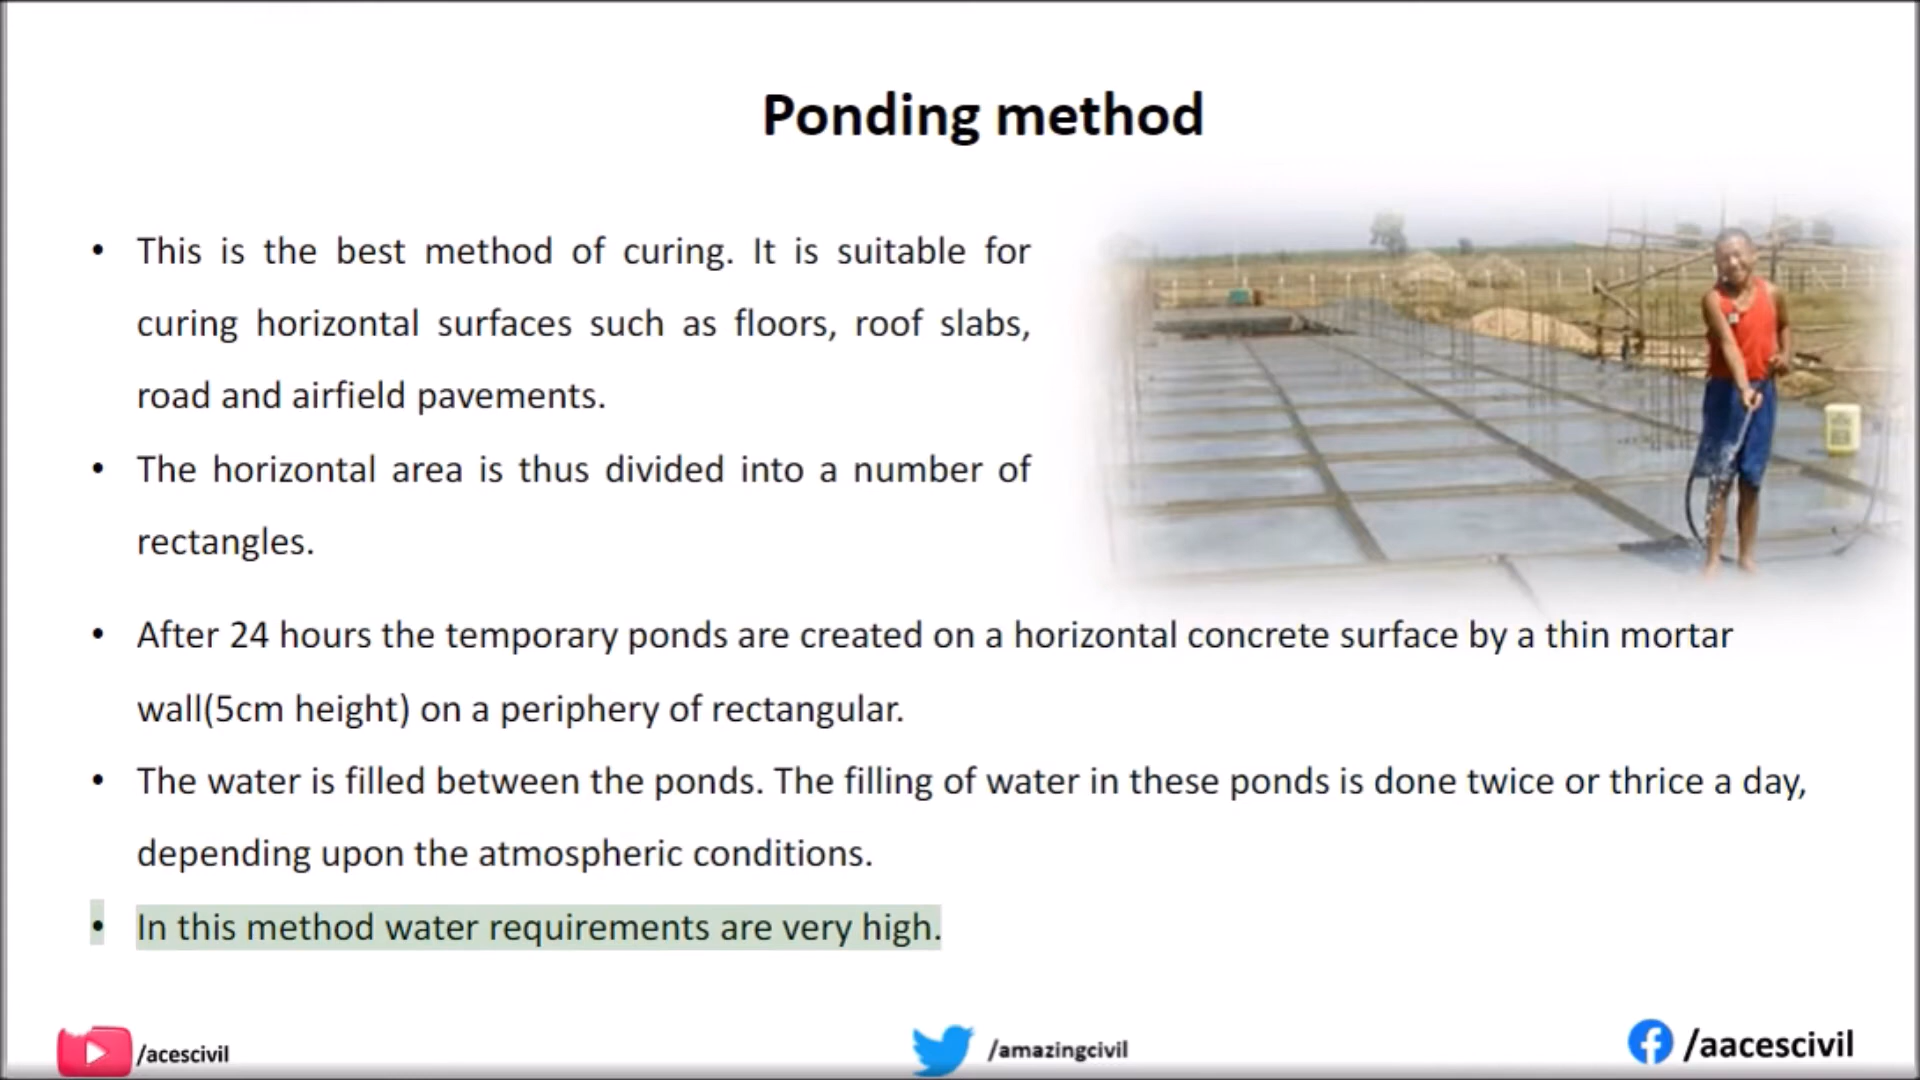 Ponding method
• This is the best method of curing. It is suitable for
curing horizontal surfaces such as floors, roof slabs,
road and airfield pavements.
• The horizontal area is thus divided into a number of
rectangles.
• After 24 hours the temporary ponds are created on a horizontal concrete surface by a thin mortar
wall(5cm height) on a periphery of rectangular.
• The water is filled between the ponds. The filling of water in these ponds is done twice or thrice a day,
depending upon the atmospheric conditions.
• In this method water requirements are very high.
/acescivil
/amazingcivil
/aacescivil